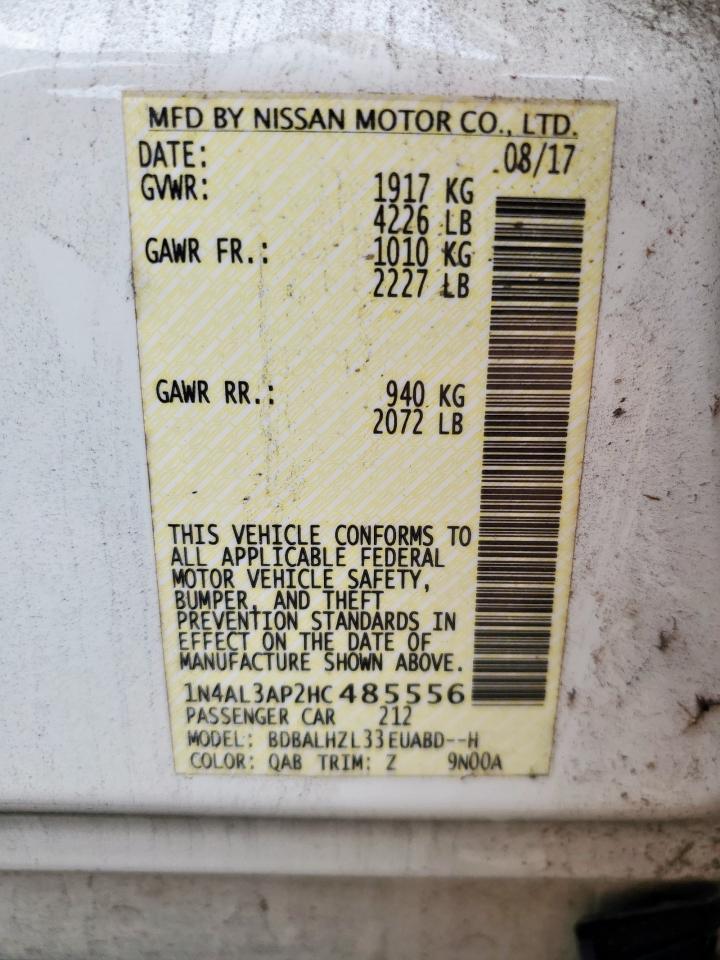 MFD BY NISSAN MOTOR CO., LTD.
DATE: 08/17
GVWR: 1917 KG
4226 LB
GAWR FR.: 1010 KG
2227 LB
GAWR RR.: 940 KG
2072 LB
THIS VEHICLE CONFORMS TO
ALL APPLICABLE FEDERAL
MOTOR VEHICLE SAFETY,
BUMPER, AND THEFT
PREVENTION STANDARDS IN
EFFECT ON THE DATE OF
MANUFACTURE SHOWN ABOVE.
1N4AL3AP2HC485556
PASSENGER CAR 212
MODEL: BDBALHZL33EUABD--H
COLOR: QAB TRIM: Z 9N00A